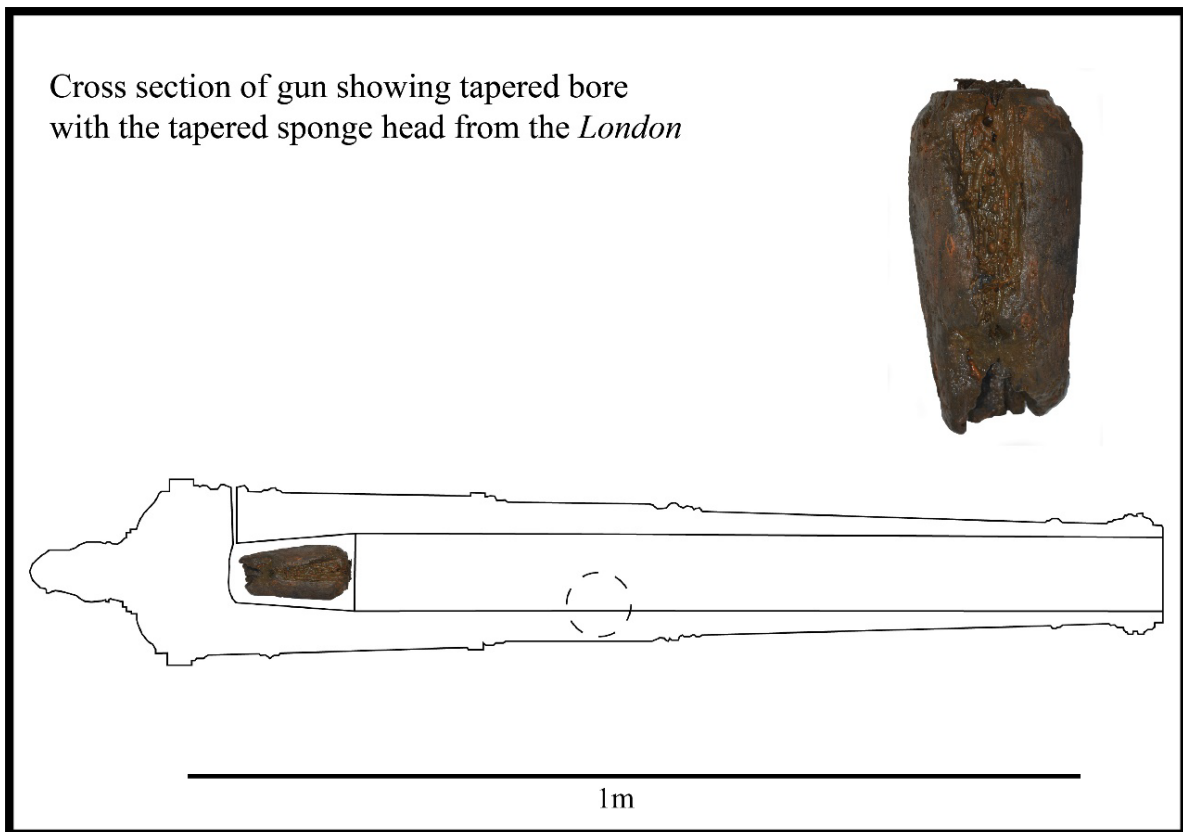 Cross section of gun showing tapered bore
with the tapered sponge head from the London
1m